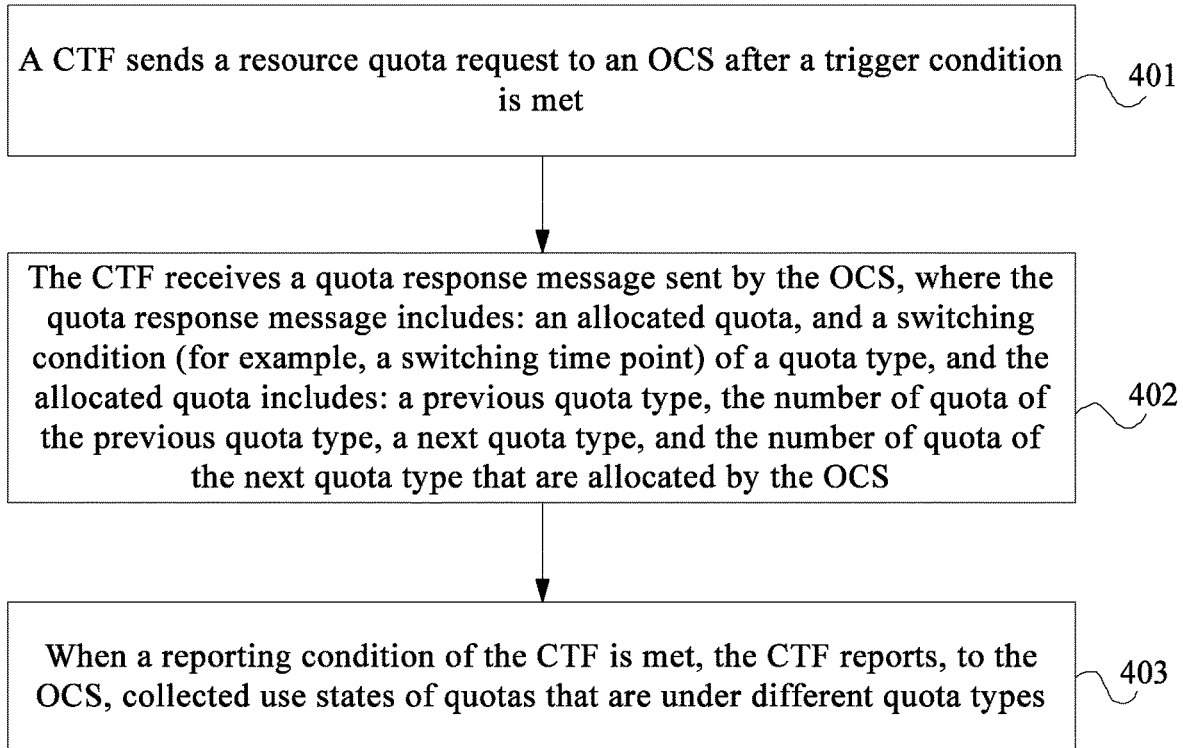 A CTF sends a resource quota request to an OCS after a trigger condition
is met
401
The CTF receives a quota response message sent by the OCS, where the
quota response message includes: an allocated quota, and a switching
condition (for example, a switching time point) of a quota type, and the
allocated quota includes: a previous quota type, the number of quota of
the previous quota type, a next quota type, and the number of quota of
the next quota type that are allocated by the OCS
402
When a reporting condition of the CTF is met, the CTF reports, to the
OCS, collected use states of quotas that are under different quota types
403